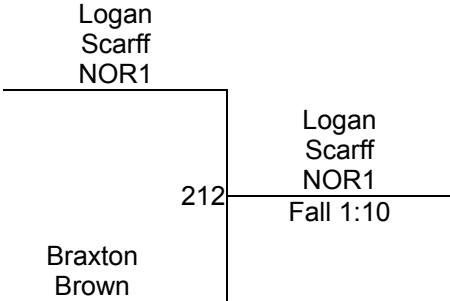 Logan
Scarff
NOR1
Logan
Scarff
NOR1
212
Fall 1:10
Braxton
Brown